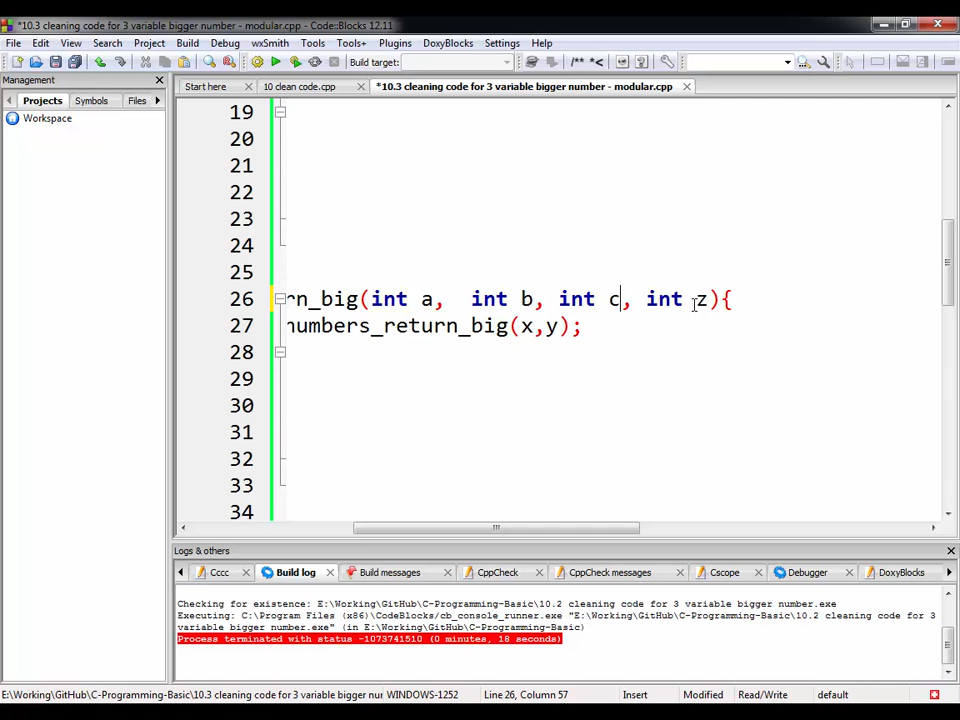 *10.3 cleaning code for 3 variable bigger number - modular.cpp - Code::Blocks 12.11
File Edit View Search Project Build Debug wxSmith Tools Tools+ Plugins DoxyBlocks Settings Help
Build target:
/** *<
Management
Start here 10 clean code.cpp *10.3 cleaning code for 3 variable bigger number - modular.cpp
Projects Symbols Files
Workspace
19
20
21
22
23
24
25
26 rn_big(int a,  int b, int c, int z){
27 numbers_return_big(x,y);
28
29
30
31
32
33
34
Logs & others
Cccc Build log Build messages CppCheck CppCheck messages Cscope Debugger DoxyBlocks
Checking for existence: E:\Working\GitHub\C-Programming-Basic\10.2 cleaning code for 3 variable bigger number.exe
Executing: C:\Program Files (x86)\CodeBlocks/cb_console_runner.exe "E:\Working\GitHub\C-Programming-Basic\10.2 cleaning code for 3
variable bigger number.exe" (in E:\Working\GitHub\C-Programming-Basic)
Process terminated with status -1073741510 (0 minutes, 18 seconds)
E:\Working\GitHub\C-Programming-Basic\10.3 cleaning code for 3 variable bigger nur WINDOWS-1252 Line 26, Column 57 Insert Modified Read/Write default